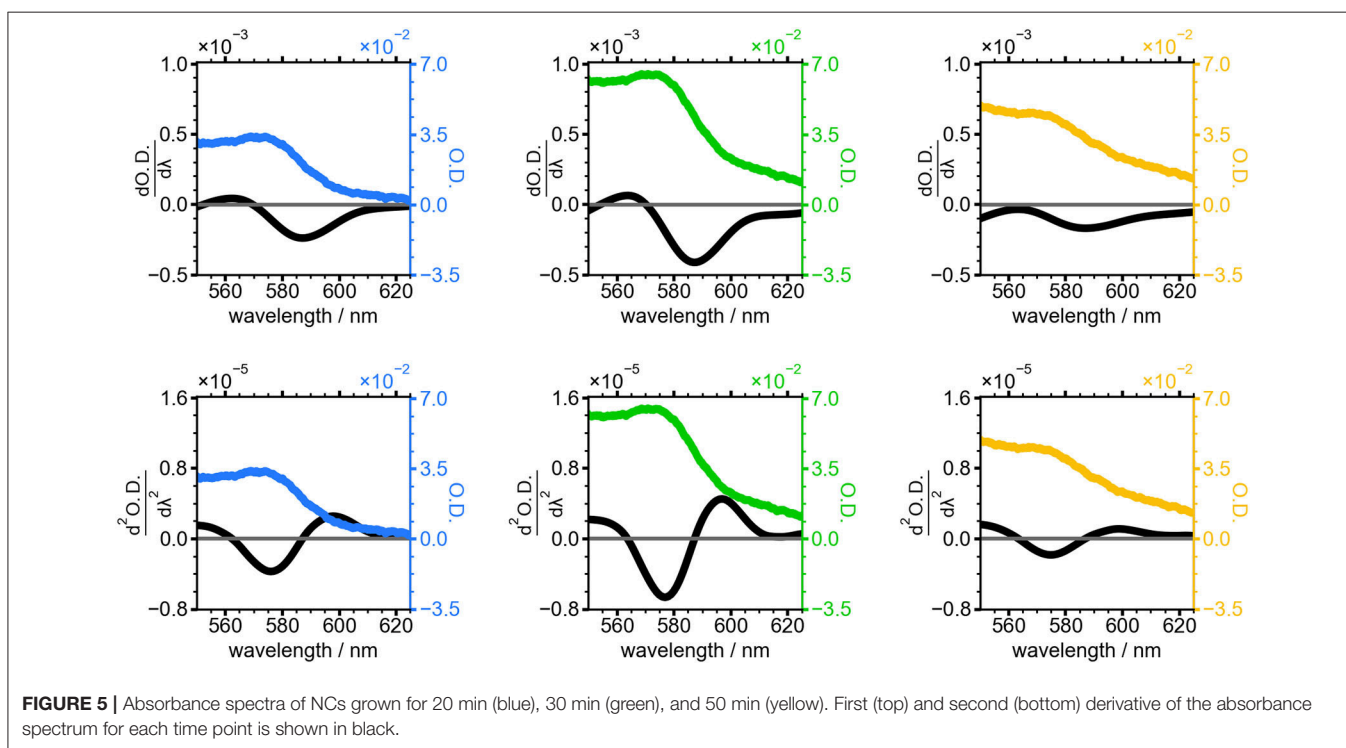 ×10⁻³ ×10⁻² ×10⁻³ ×10⁻² ×10⁻³ ×10⁻²
1.0 7.0 1.0 7.0 1.0 7.0
0.5 3.5 0.5 3.5 0.5 3.5
dO.D. O.D. dO.D. O.D. dO.D. O.D.
dλ dλ dλ
0.0 0.0 0.0 0.0 0.0 0.0
−0.5 −3.5 −0.5 −3.5 −0.5 −3.5
560 580 600 620 560 580 600 620 560 580 600 620
wavelength / nm wavelength / nm wavelength / nm
×10⁻⁵ ×10⁻² ×10⁻⁵ ×10⁻² ×10⁻⁵ ×10⁻²
1.6 7.0 1.6 7.0 1.6 7.0
0.8 3.5 0.8 3.5 0.8 3.5
d² O. D. O.D. d² O. D. O.D. d² O. D. O.D.
dλ² dλ² dλ²
0.0 0.0 0.0 0.0 0.0 0.0
−0.8 −3.5 −0.8 −3.5 −0.8 −3.5
560 580 600 620 560 580 600 620 560 580 600 620
wavelength / nm wavelength / nm wavelength / nm
FIGURE 5 | Absorbance spectra of NCs grown for 20 min (blue), 30 min (green), and 50 min (yellow). First (top) and second (bottom) derivative of the absorbance
spectrum for each time point is shown in black.